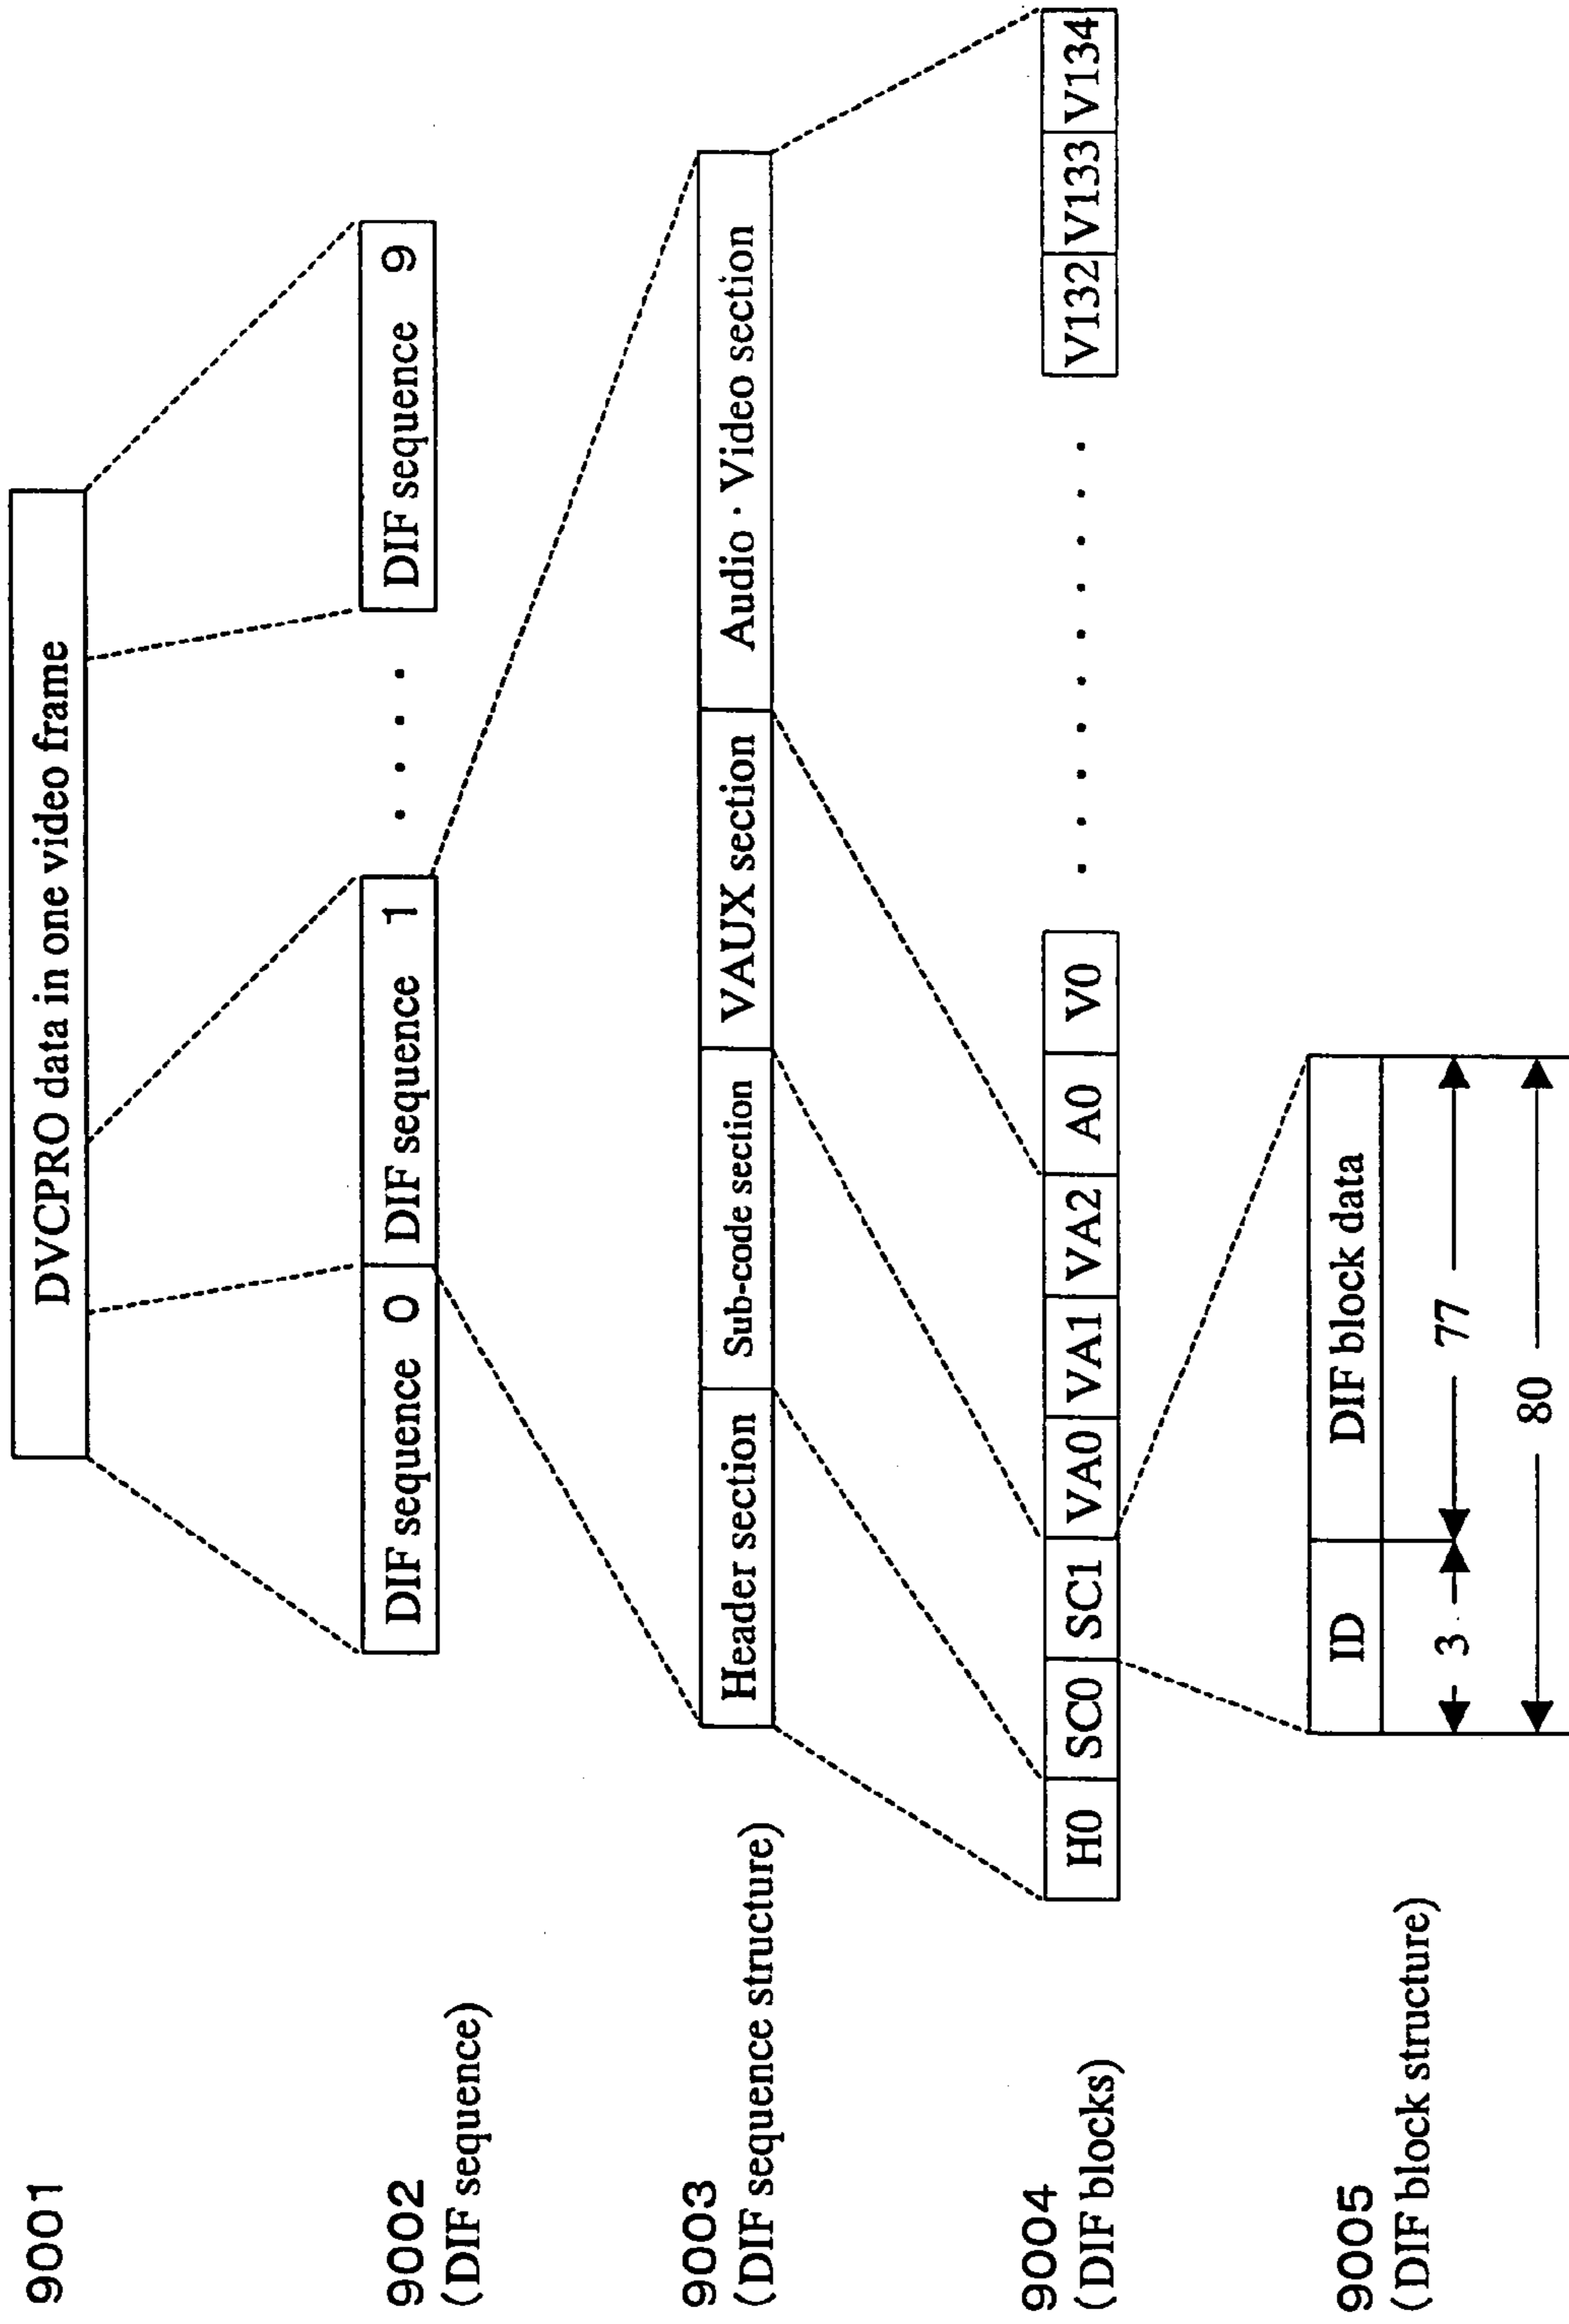 9001
DVCPRO data in one video frame
9002
(DIF sequence)
DIF sequence 0
DIF sequence 1
. . . .
DIF sequence 9
9003
(DIF sequence structure)
Header section
Sub-code section
VAUX section
Audio · Video section
9004
(DIF blocks)
H0 SC0 SC1 VA0 VA1 VA2 A0 V0 . . . . . . . . . . V132 V133 V134
9005
(DIF block structure)
ID
DIF block data
3
77
80